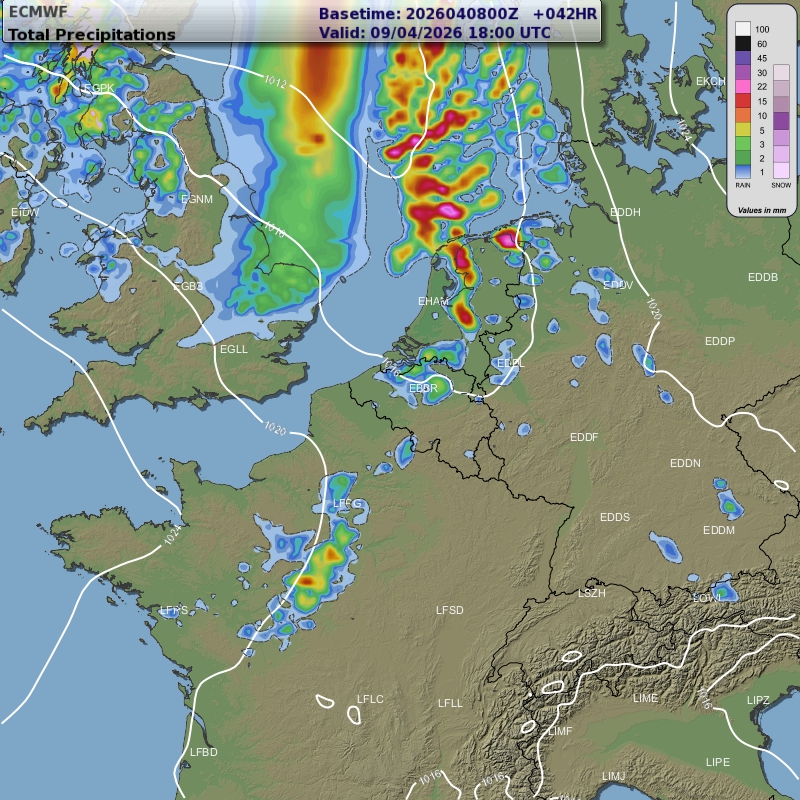 ECMWF
Basetime: 2026040800Z +042HR
Total Precipitations
Valid: 09/04/2026 18:00 UTC
100
60
45
30
22
15
10
5
3
2
1
RAIN
SNOW
Values in mm
EGPK
1012
EKCH
EGNM
EIDW
1016
EDDH
EGBB
EDDV
EDDB
EHAM
1020
EDDP
EGLL
EDDL
EBBR
1020
EDDF
EDDN
LFPG
EDDS
EDDM
1024
LFRS
LFSD
LSZH
LOWI
LFLC
LFLL
LIME
LIPZ
1016
LIMF
LFBD
LIPE
LIMJ
1016
1016